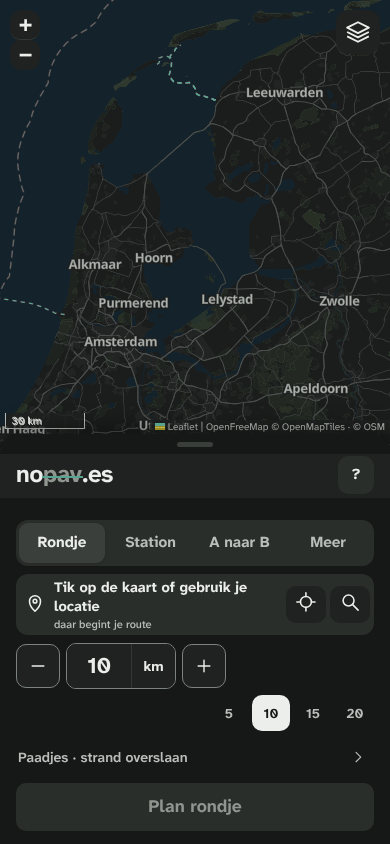 +
−
Leeuwarden
Alkmaar
Hoorn
Purmerend
Lelystad
Zwolle
Amsterdam
Apeldoorn
30 km
Leaflet | OpenFreeMap © OpenMapTiles - © OSM
nopav.es
?
Rondje
Station
A naar B
Meer
Tik op de kaart of gebruik je
locatie
daar begint je route
− 10 km +
5 10 15 20
Paadjes · strand overslaan
Plan rondje